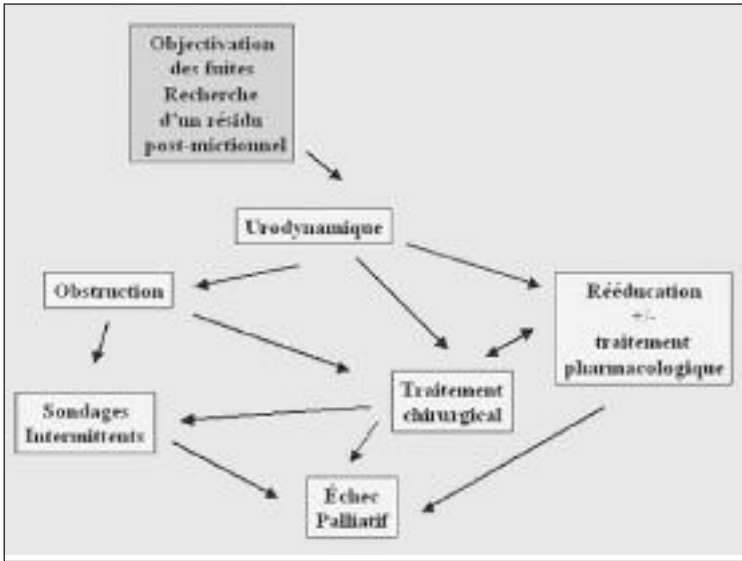 Objectivation
des fuites
Recherche
d'un résidu
post-mictionnel
Urodynamique
Obstruction
Rééducation
+/-
traitement
pharmacologique
Traitement
chirurgical
Sondages
Intermittents
Échec
Palliatif